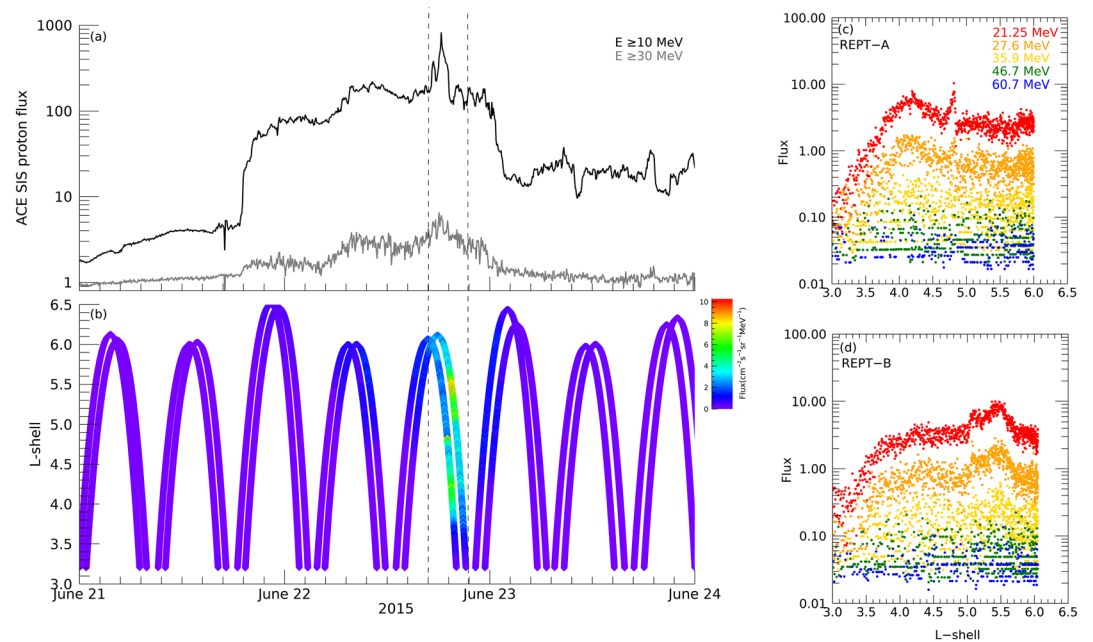 (a)
1000
100
10
1
ACE SIS proton flux
E ≥10 MeV
E ≥30 MeV
(b)
6.5
6.0
5.5
5.0
4.5
4.0
3.5
3.0
L-shell
June 21
June 22
June 23
June 24
2015
10
8
6
4
2
0
Flux(cm⁻²s⁻¹sr⁻¹MeV⁻¹)
(c)
REPT−A
21.25 MeV
27.6 MeV
35.9 MeV
46.7 MeV
60.7 MeV
100.00
10.00
1.00
0.10
0.01
Flux
3.0 3.5 4.0 4.5 5.0 5.5 6.0 6.5
(d)
REPT−B
100.00
10.00
1.00
0.10
0.01
Flux
3.0 3.5 4.0 4.5 5.0 5.5 6.0 6.5
L−shell